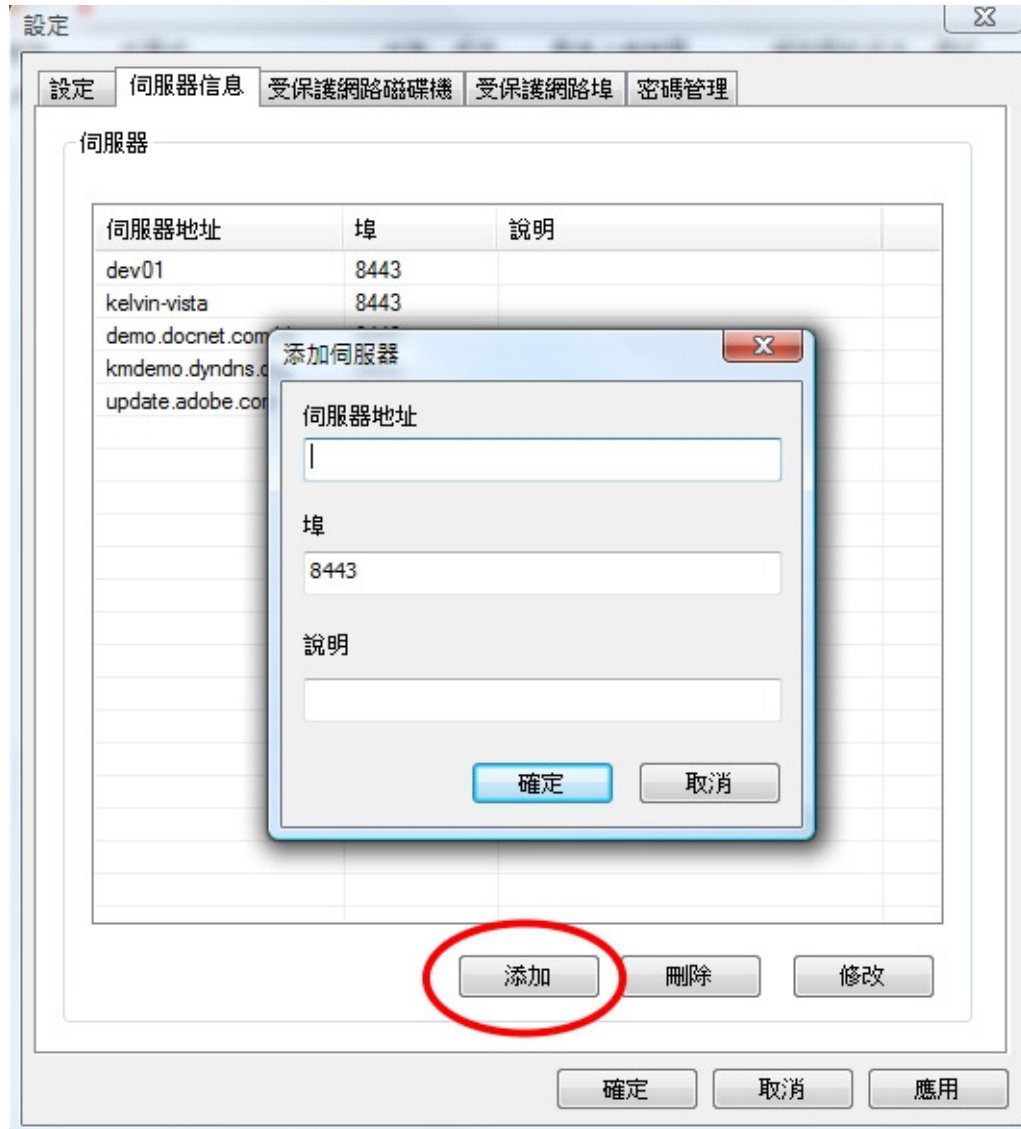 設定
設定 伺服器信息 受保護網路磁碟機 受保護網路埠 密碼管理
伺服器
伺服器地址 埠 說明
dev01 8443
kelvin-vista 8443
demo.docnet.com
kmdemo.dyndns.
update.adobe.co
添加伺服器
伺服器地址
埠
8443
說明
確定 取消
添加 刪除 修改
確定 取消 應用